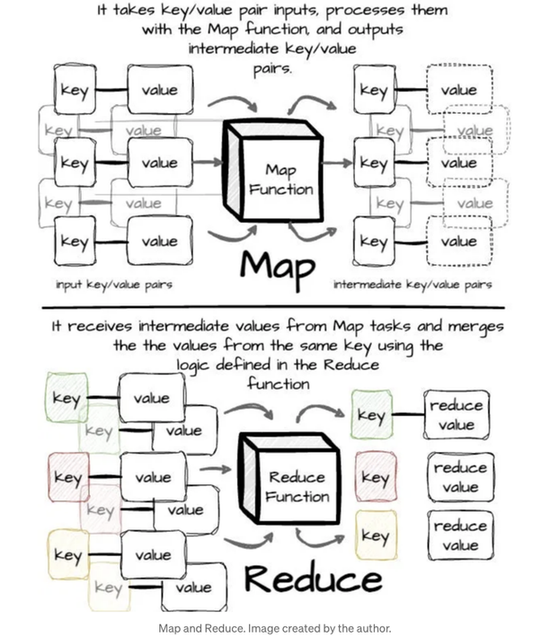 It takes key/value pair inputs, processes them
with the Map function, and outputs
intermediate key/value
pairs.
key value
key value
key value
key value
key value
Map
Function
key value
key value
key value
key value
key value
input key/value pairs
Map
intermediate key/value pairs
It receives intermediate values from Map tasks and merges
the the values from the same key using the
logic defined in the Reduce
function
key value
key value
key value
key value
key value
key value
Reduce
Function
key reduce
value
key reduce
value
key reduce
value
Reduce
Map and Reduce. Image created by the author.